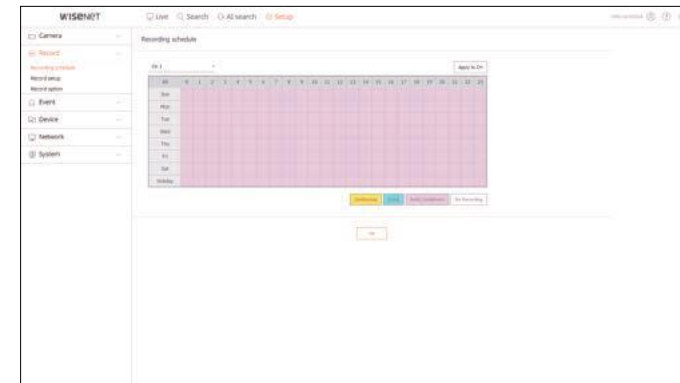 WISENET
Live Search AI search Setup
Camera
Record
Recording schedule
Record setup
Record option
Event
Device
Network
System
Recording schedule
CH 1
Apply to CH
All 0 1 2 3 4 5 6 7 8 9 10 11 12 13 14 15 16 17 18 19 20 21 22 23
Sun
Mon
Tue
Wed
Thu
Fri
Sat
Holiday
Continuous Event No Recording
OK